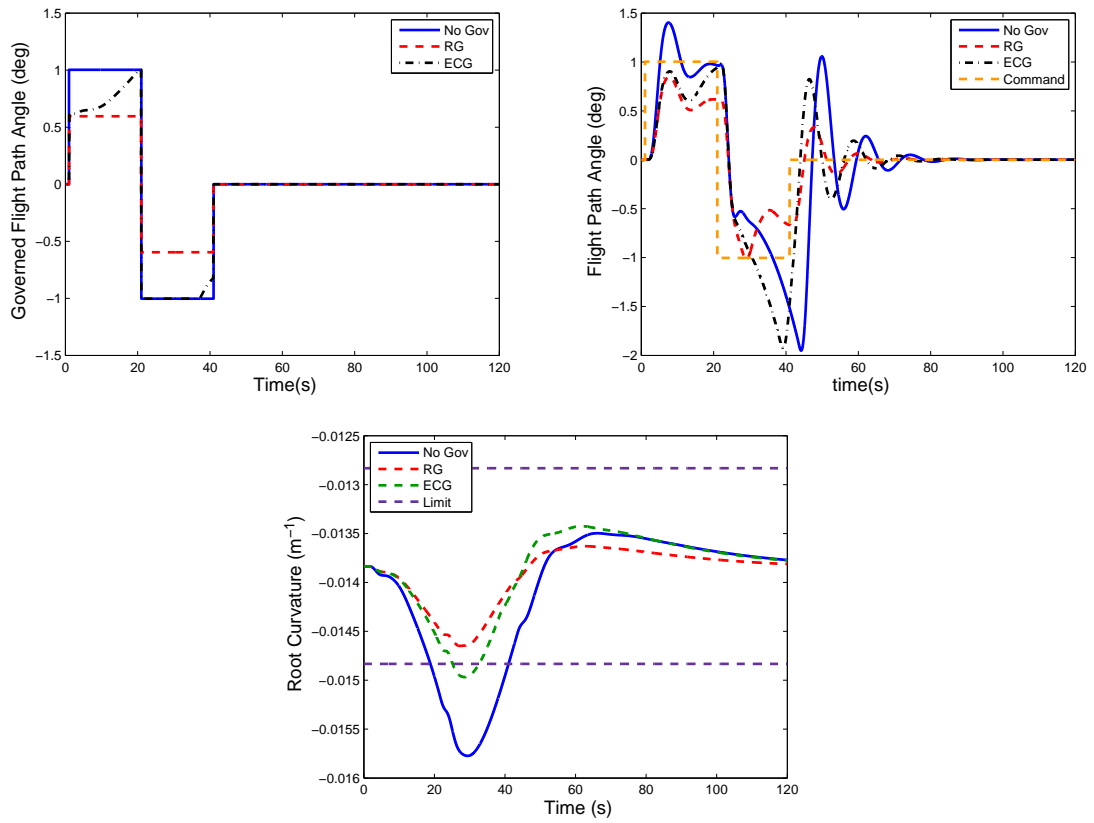 1.5
1
0.5
0
−0.5
−1
−1.5
0
20
40
60
80
100
120
Governed Flight Path Angle (deg)
Time(s)
No Gov
RG
ECG
1.5
1
0.5
0
−0.5
−1
−1.5
−2
0
20
40
60
80
100
120
Flight Path Angle (deg)
time(s)
No Gov
RG
ECG
Command
−0.0125
−0.013
−0.0135
−0.014
−0.0145
−0.015
−0.0155
−0.016
0
20
40
60
80
100
120
Root Curvature (m⁻¹)
Time (s)
No Gov
RG
ECG
Limit